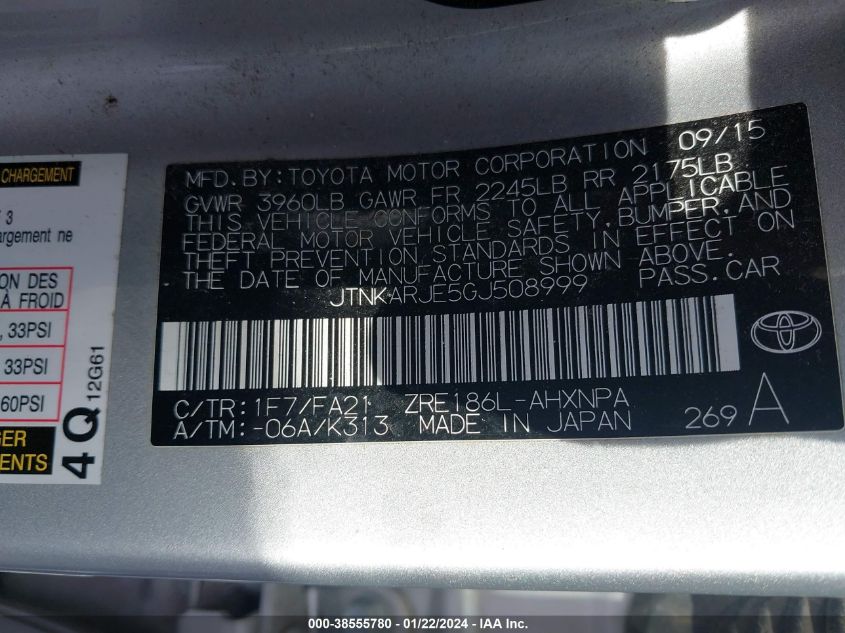 CHARGEMENT
3
argement ne
ION DES
À FROID
, 33PSI
33PSI
60PSI
GER
ENTS
4Q
12G61
09/15
MFD.BY:TOYOTA MOTOR CORPORATION
GVWR 3960LB GAWR FR 2245LB RR 2175LB
THIS VEHICLE CONFORMS TO ALL APPLICABLE
FEDERAL MOTOR VEHICLE SAFETY,BUMPER,AND
THEFT PREVENTION STANDARDS IN EFFECT ON
THE DATE OF MANUFACTURE SHOWN ABOVE.
JTNKARJE5GJ508999 PASS.CAR
C/TR:1F7/FA21 ZRE186L-AHXNPA
A/TM:-06A/K313 MADE IN JAPAN 269 A
000-38555780 - 01/22/2024 - IAA Inc.